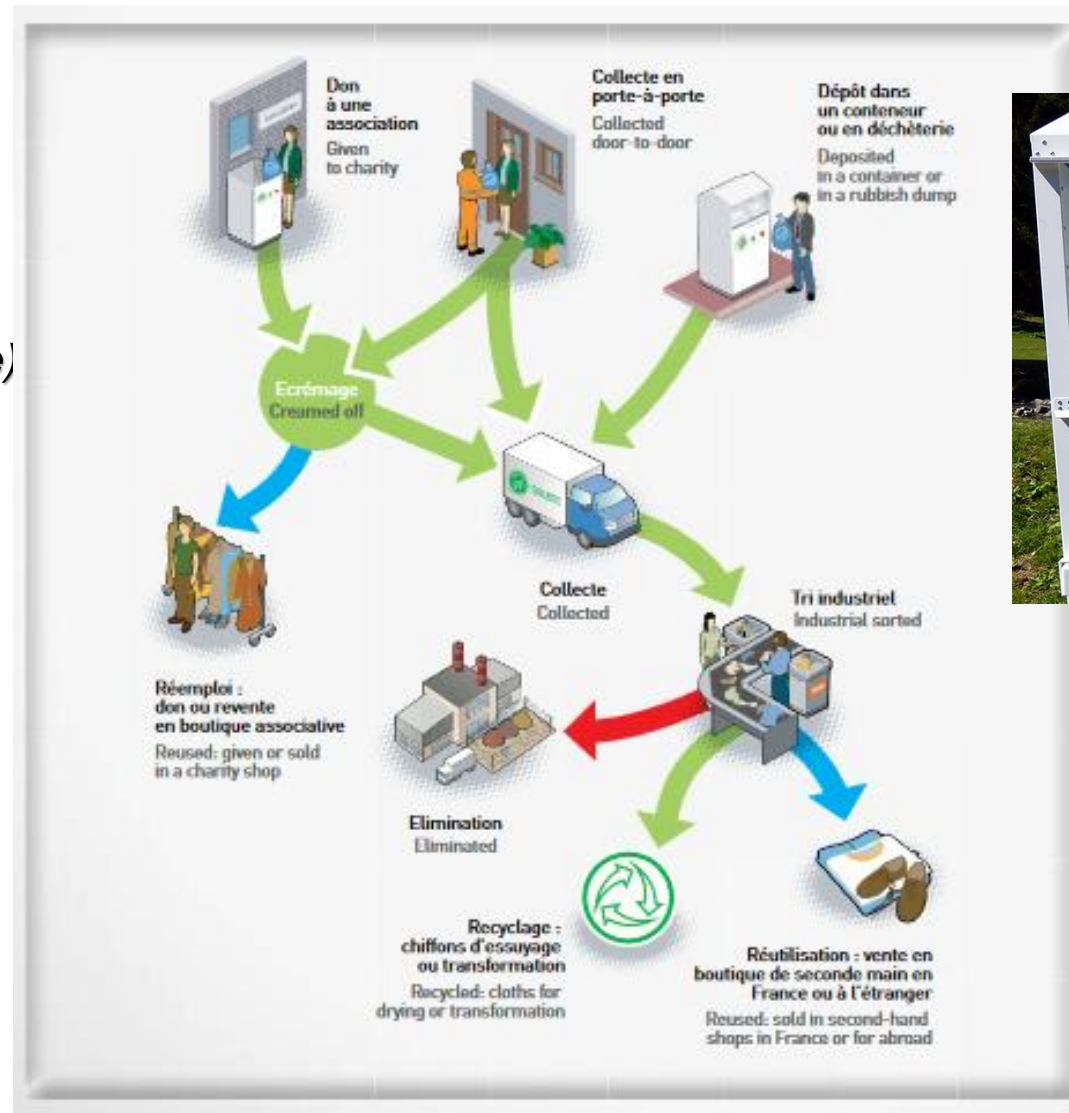 Don
à une
association
Given
to charity
Collecte en
porte-à-porte
Collected
door-to-door
Dépôt dans
un conteneur
ou en déchèterie
Deposited
in a container or
in a rubbish dump
e)
Ecrémage
Creamed off
Collecte
Collected
Tri industriel
Industrial sorted
Réemploi :
don ou revente
en boutique associative
Reused: given or sold
in a charity shop
Elimination
Eliminated
Recyclage :
chiffons d'essuyage
ou transformation
Recycled: cloths for
drying or transformation
Réutilisation : vente en
boutique de seconde main en
France ou à l'étranger
Reused: sold in second-hand
shops in France or for abroad